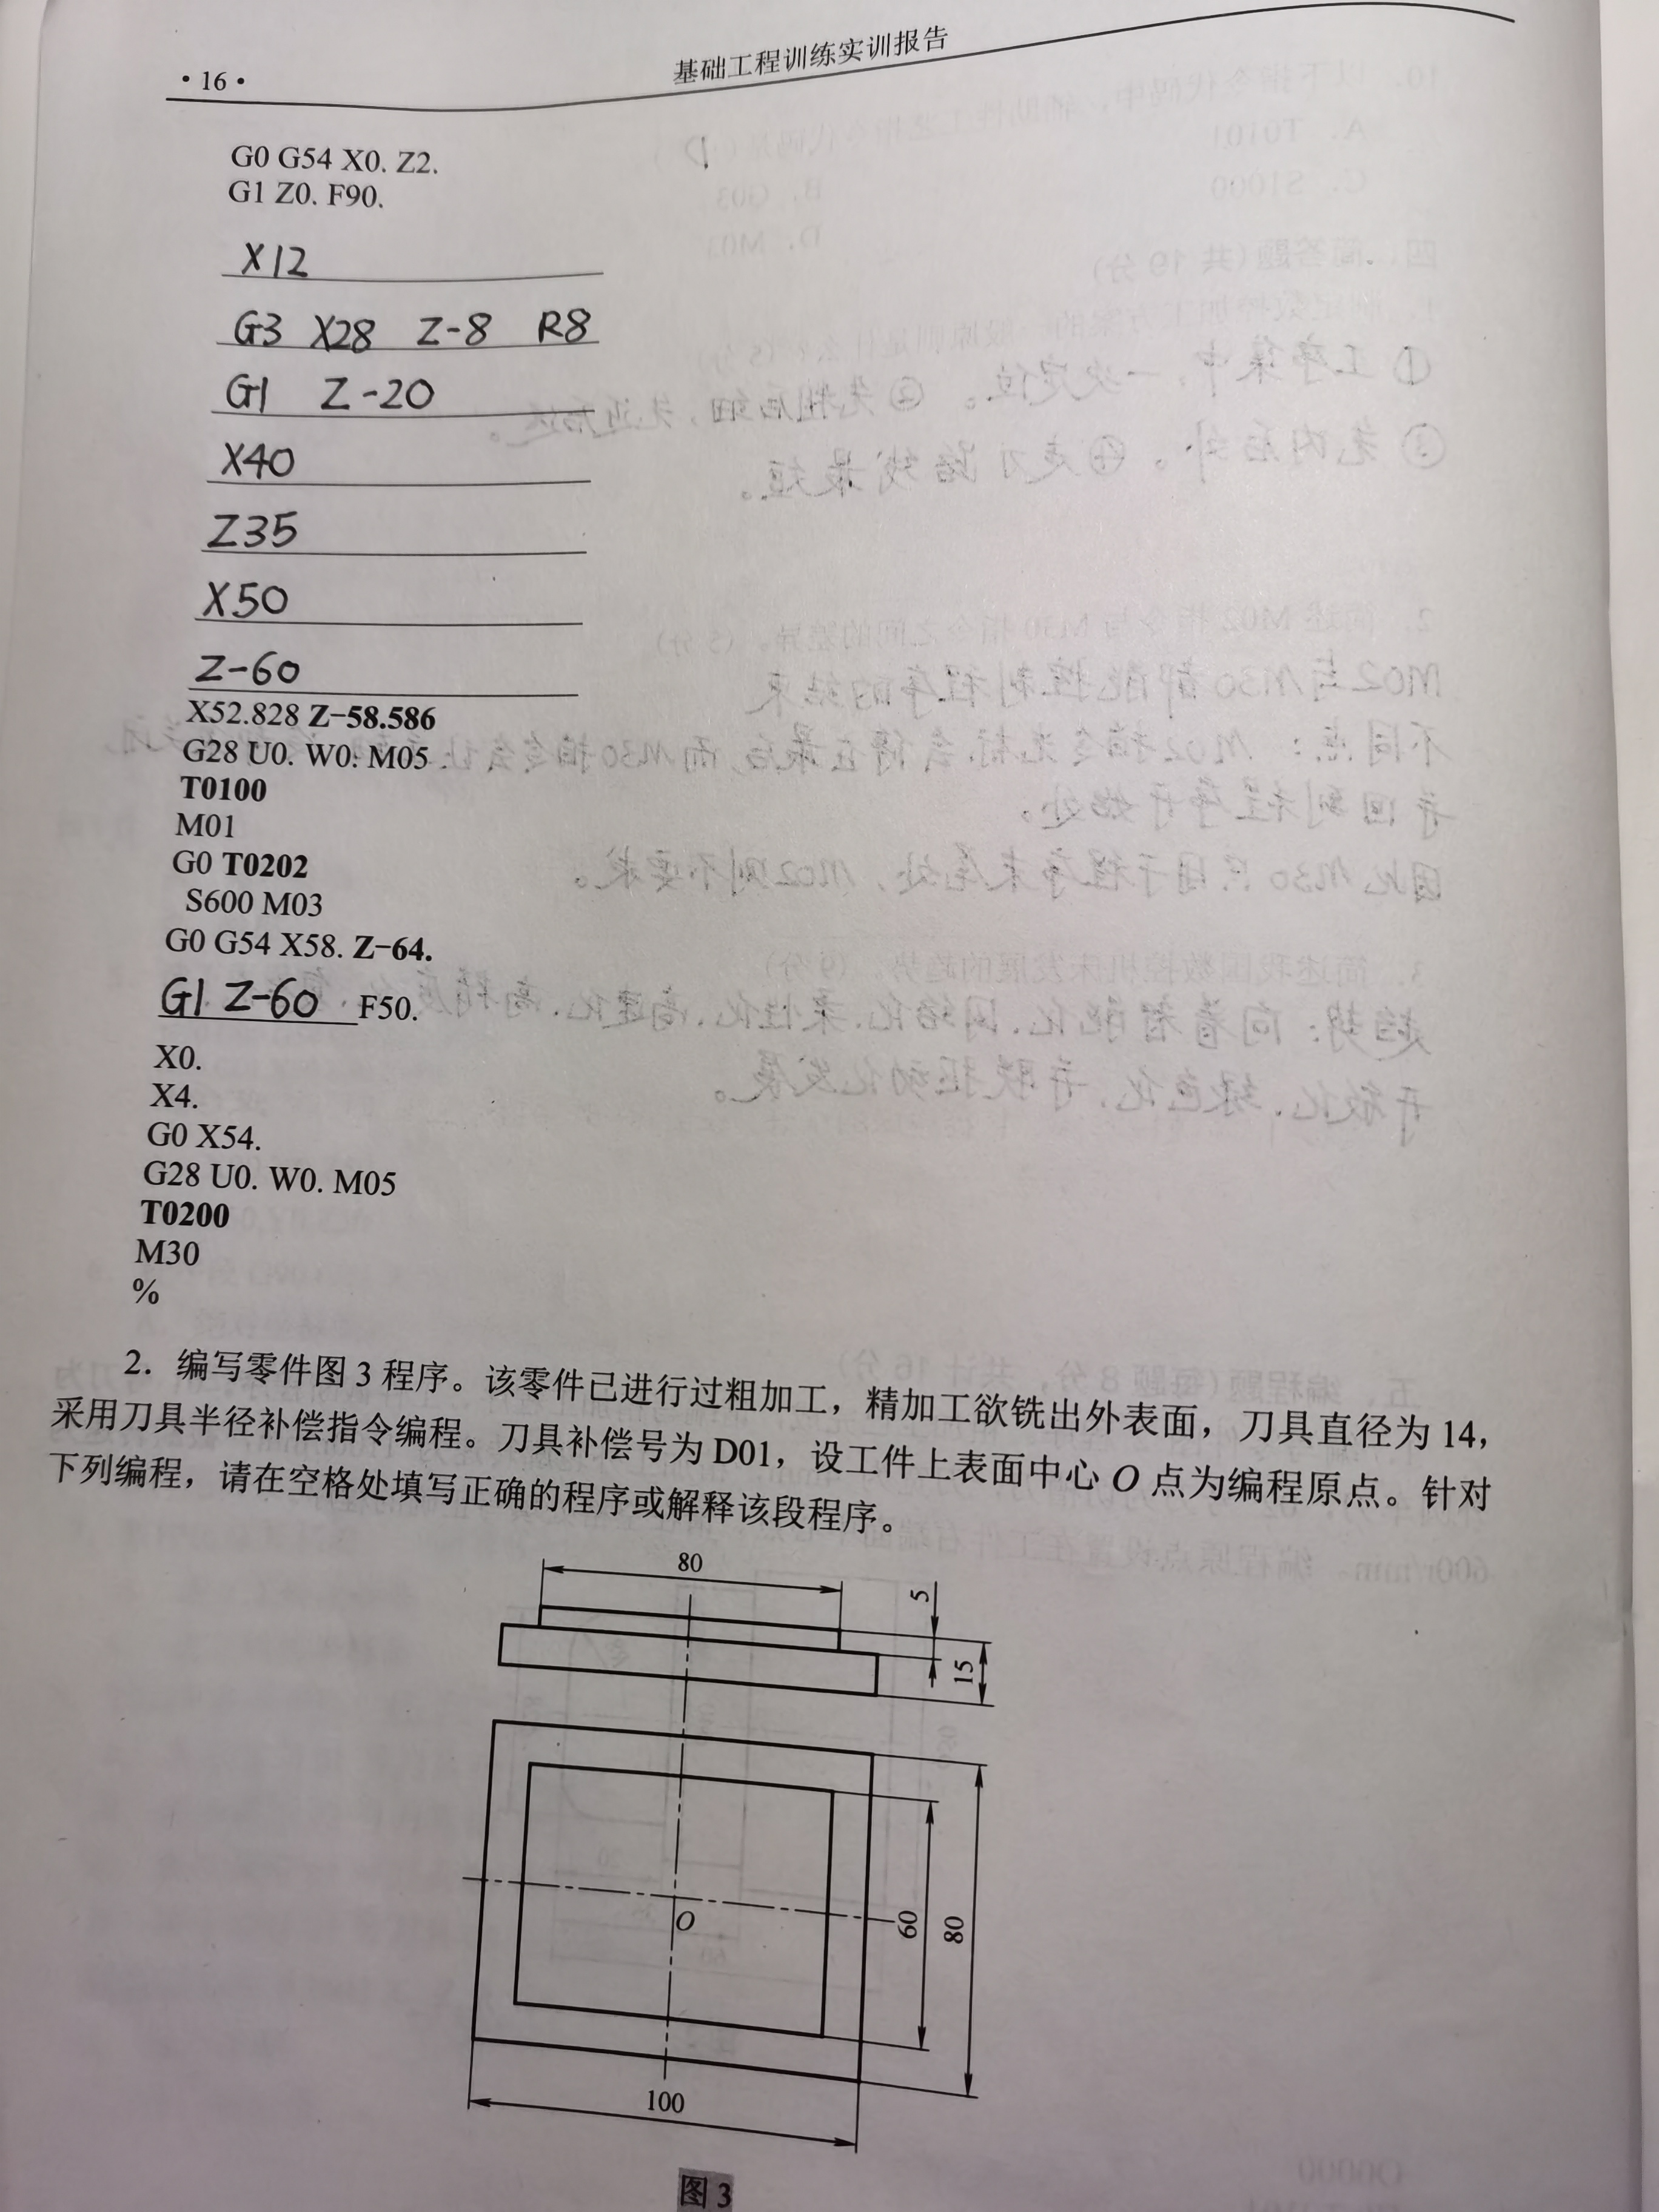 · 16 ·
基础工程训练实训报告
G0 G54 X0. Z2.
G1 Z0. F90.
X12
G3 X28 Z-8 R8
G1 Z-20
X40
Z35
X50
Z-60
X52.828 Z-58.586
G28 U0. W0. M05
T0100
M01
G0 T0202
S600 M03
G0 G54 X58. Z-64.
G1 Z-60 F50.
X0.
X4.
G0 X54.
G28 U0. W0. M05
T0200
M30
%
2. 编写零件图 3 程序。该零件已进行过粗加工，精加工欲铣出外表面，刀具直径为 14，
采用刀具半径补偿指令编程。刀具补偿号为 D01，设工件上表面中心 O 点为编程原点。针对
下列编程，请在空格处填写正确的程序或解释该段程序。
80
5
15
O
60
80
100
图 3